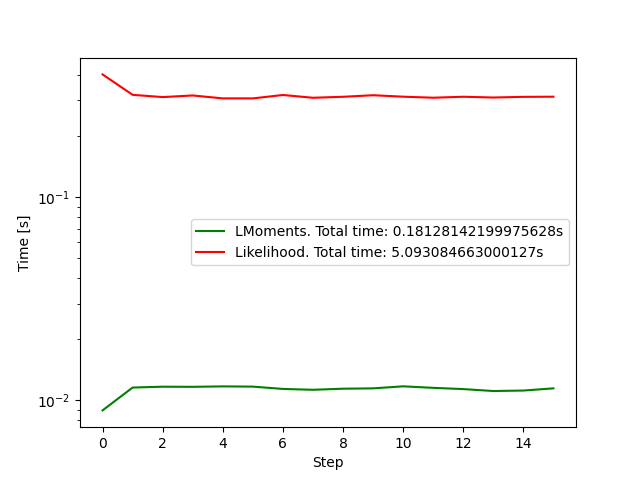 10⁻¹
10⁻²
Time [s]
LMoments. Total time: 0.18128142199975628s
Likelihood. Total time: 5.093084663000127s
0 2 4 6 8 10 12 14
Step